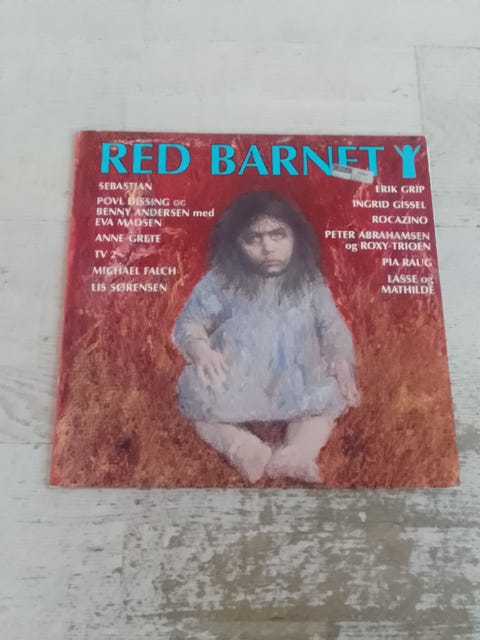 RED BARNET
SEBASTIAN
POVL DISSING OG
BENNY ANDERSEN med
EVA MADSEN
ANNE GRETE
TV 2
MICHAEL FALCH
LIS SØRENSEN
ERIK GRIP
INGRID GISSEL
ROCAZINO
PETER ABRAHAMSEN
og ROXY-TRIOEN
PIA RAUG
LASSE og
MATHILDE